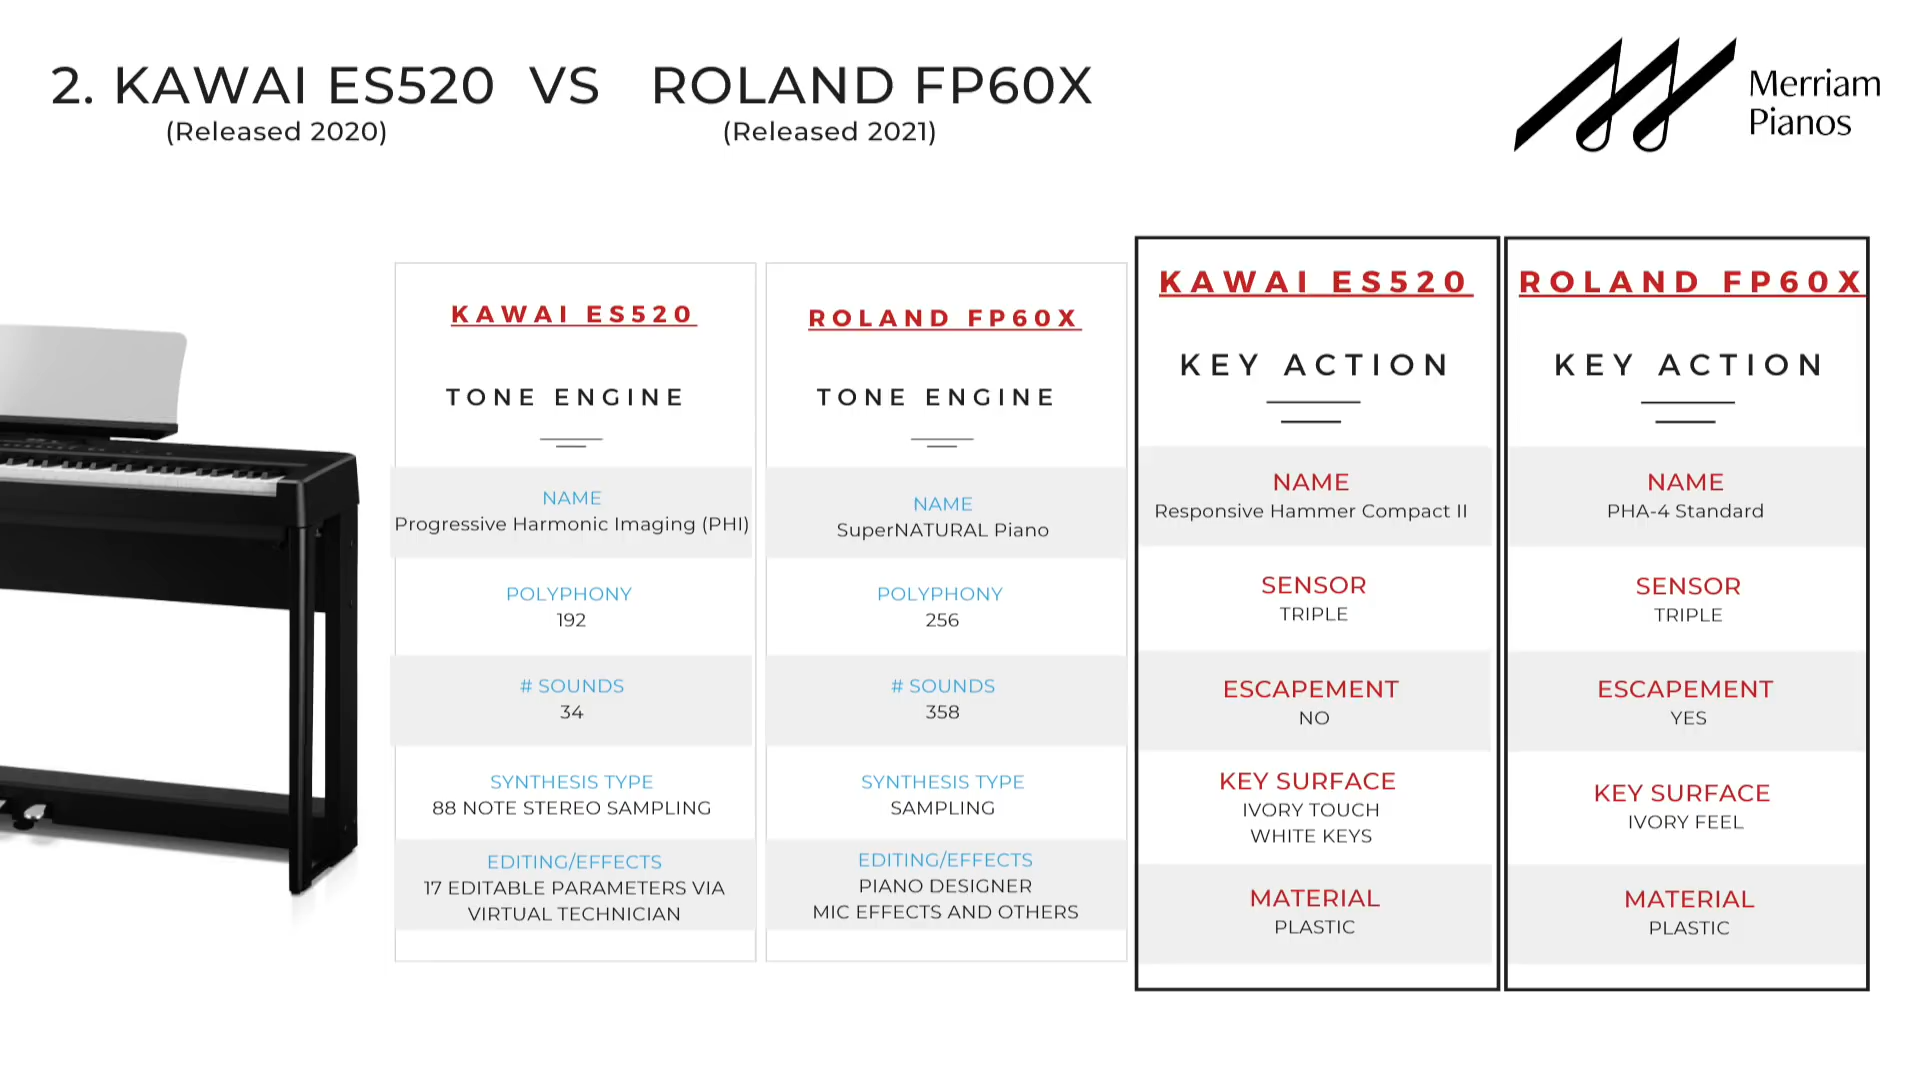 2. KAWAI ES520 VS ROLAND FP60X
(Released 2020) (Released 2021)
Merriam
Pianos
KAWAI ES520
TONE ENGINE
NAME
Progressive Harmonic Imaging (PHI)
POLYPHONY
192
# SOUNDS
34
SYNTHESIS TYPE
88 NOTE STEREO SAMPLING
EDITING/EFFECTS
17 EDITABLE PARAMETERS VIA
VIRTUAL TECHNICIAN
ROLAND FP60X
TONE ENGINE
NAME
SuperNATURAL Piano
POLYPHONY
256
# SOUNDS
358
SYNTHESIS TYPE
SAMPLING
EDITING/EFFECTS
PIANO DESIGNER
MIC EFFECTS AND OTHERS
KAWAI ES520
KEY ACTION
NAME
Responsive Hammer Compact II
SENSOR
TRIPLE
ESCAPEMENT
NO
KEY SURFACE
IVORY TOUCH
WHITE KEYS
MATERIAL
PLASTIC
ROLAND FP60X
KEY ACTION
NAME
PHA-4 Standard
SENSOR
TRIPLE
ESCAPEMENT
YES
KEY SURFACE
IVORY FEEL
MATERIAL
PLASTIC